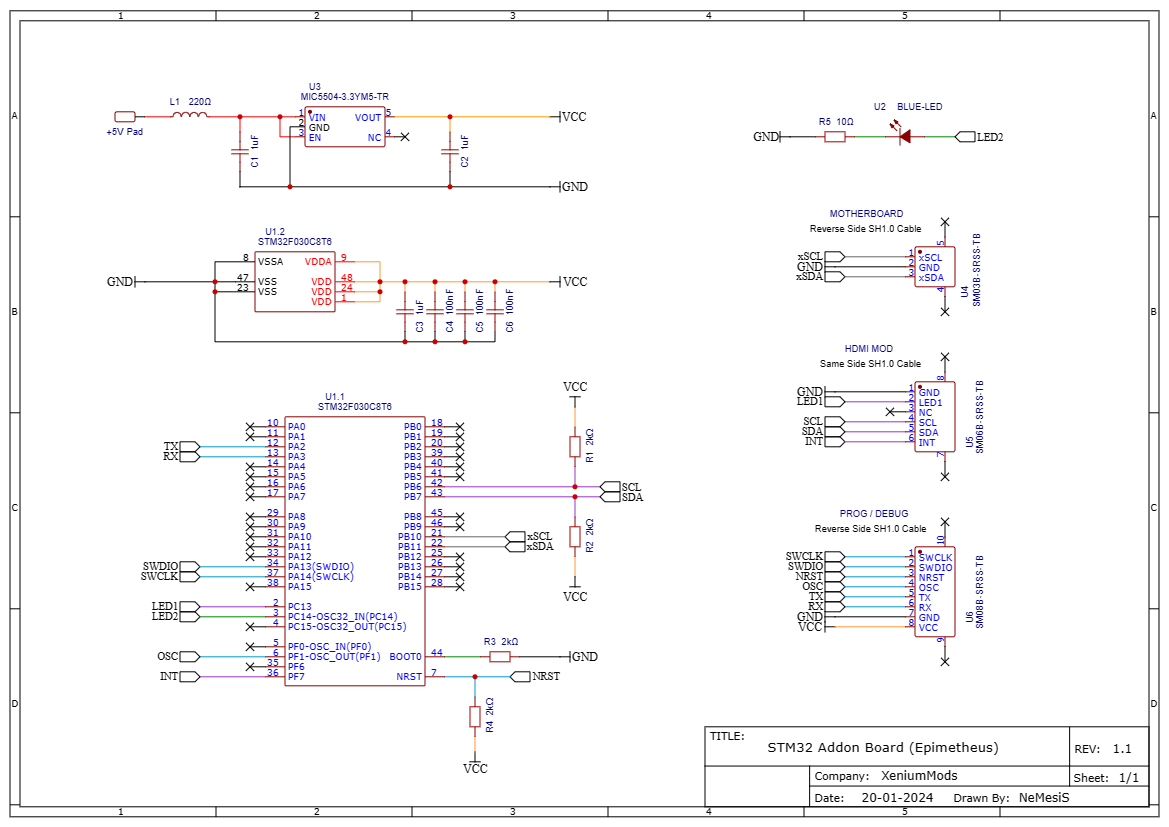 1 2 3 4 5
A
B
C
D
A
B
C
D
1 2 3 4 5
U3
MIC5504-3.3YM5-TR
L1 220Ω
+5V Pad
1 VIN
2 GND
3 EN
VOUT 5
NC 4
C1 1uF
C2 1uF
VCC
GND
U2 BLUE-LED
R5 10Ω
GND
LED2
U1.2
STM32F030C8T6
GND
8 VSSA
47 VSS
23 VSS
VDDA 9
VDD 48
VDD 24
VDD 1
VCC
C3 1uF
C4 100nF
C5 100nF
C6 100nF
MOTHERBOARD
Reverse Side SH1.0 Cable
xSCL 1 xSCL
GND 2 GND
xSDA 3 xSDA
5
4
U4
SM03B-SRSS-TB
HDMI MOD
Same Side SH1.0 Cable
GND 1 GND
LED1 2 LED1
3 NC
SCL 4 SCL
SDA 5 SDA
INT 6 INT
8
7
U5
SM06B-SRSS-TB
PROG / DEBUG
Reverse Side SH1.0 Cable
SWCLK 1 SWCLK
SWDIO 2 SWDIO
NRST 3 NRST
OSC 4 OSC
TX 5 TX
RX 6 RX
GND 7 GND
VCC 8 VCC
10
9
U6
SM08B-SRSS-TB
U1.1
STM32F030C8T6
10 PA0
11 PA1
TX 12 PA2
RX 13 PA3
14 PA4
15 PA5
16 PA6
17 PA7
29 PA8
30 PA9
31 PA10
32 PA11
33 PA12
SWDIO 34 PA13(SWDIO)
SWCLK 37 PA14(SWCLK)
38 PA15
LED1 2 PC13
LED2 3 PC14-OSC32_IN(PC14)
4 PC15-OSC32_OUT(PC15)
5 PF0-OSC_IN(PF0)
OSC 6 PF1-OSC_OUT(PF1)
35 PF6
INT 36 PF7
PB0 18
PB1 19
PB2 20
PB3 39
PB4 40
PB5 41
PB6 42 SCL
PB7 43 SDA
PB8 45
PB9 46
PB10 21 xSCL
PB11 22 xSDA
PB12 25
PB13 26
PB14 27
PB15 28
BOOT0 44
NRST 7
VCC
R1 2kΩ
R2 2kΩ
VCC
R3 2kΩ
GND
NRST
R4 2kΩ
VCC
TITLE:
STM32 Addon Board (Epimetheus)
REV: 1.1
Company: XeniumMods
Sheet: 1/1
Date: 20-01-2024 Drawn By: NeMesiS